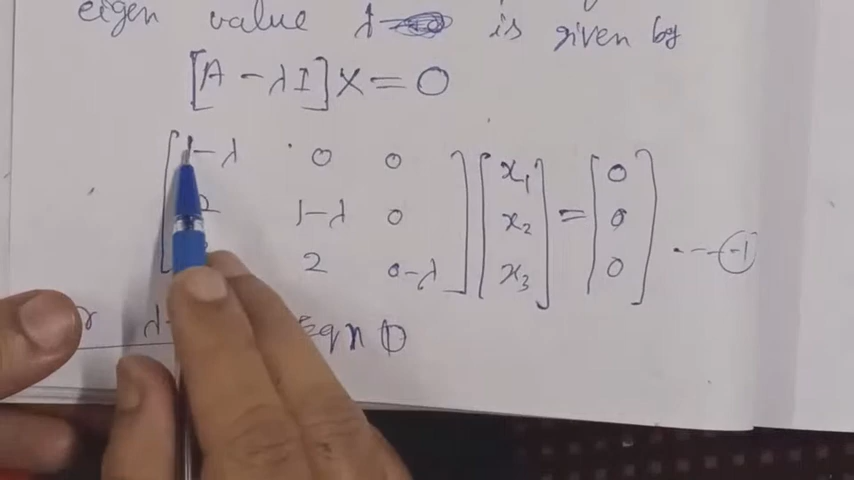 eigen value λ is given by
[A - λI] X = 0
[1-λ 0 0] [x₁] = [0]
[2 1-λ 0] [x₂] = [0] ---(1)
[2 0-λ] [x₃] = [0]
λ Eqn ①